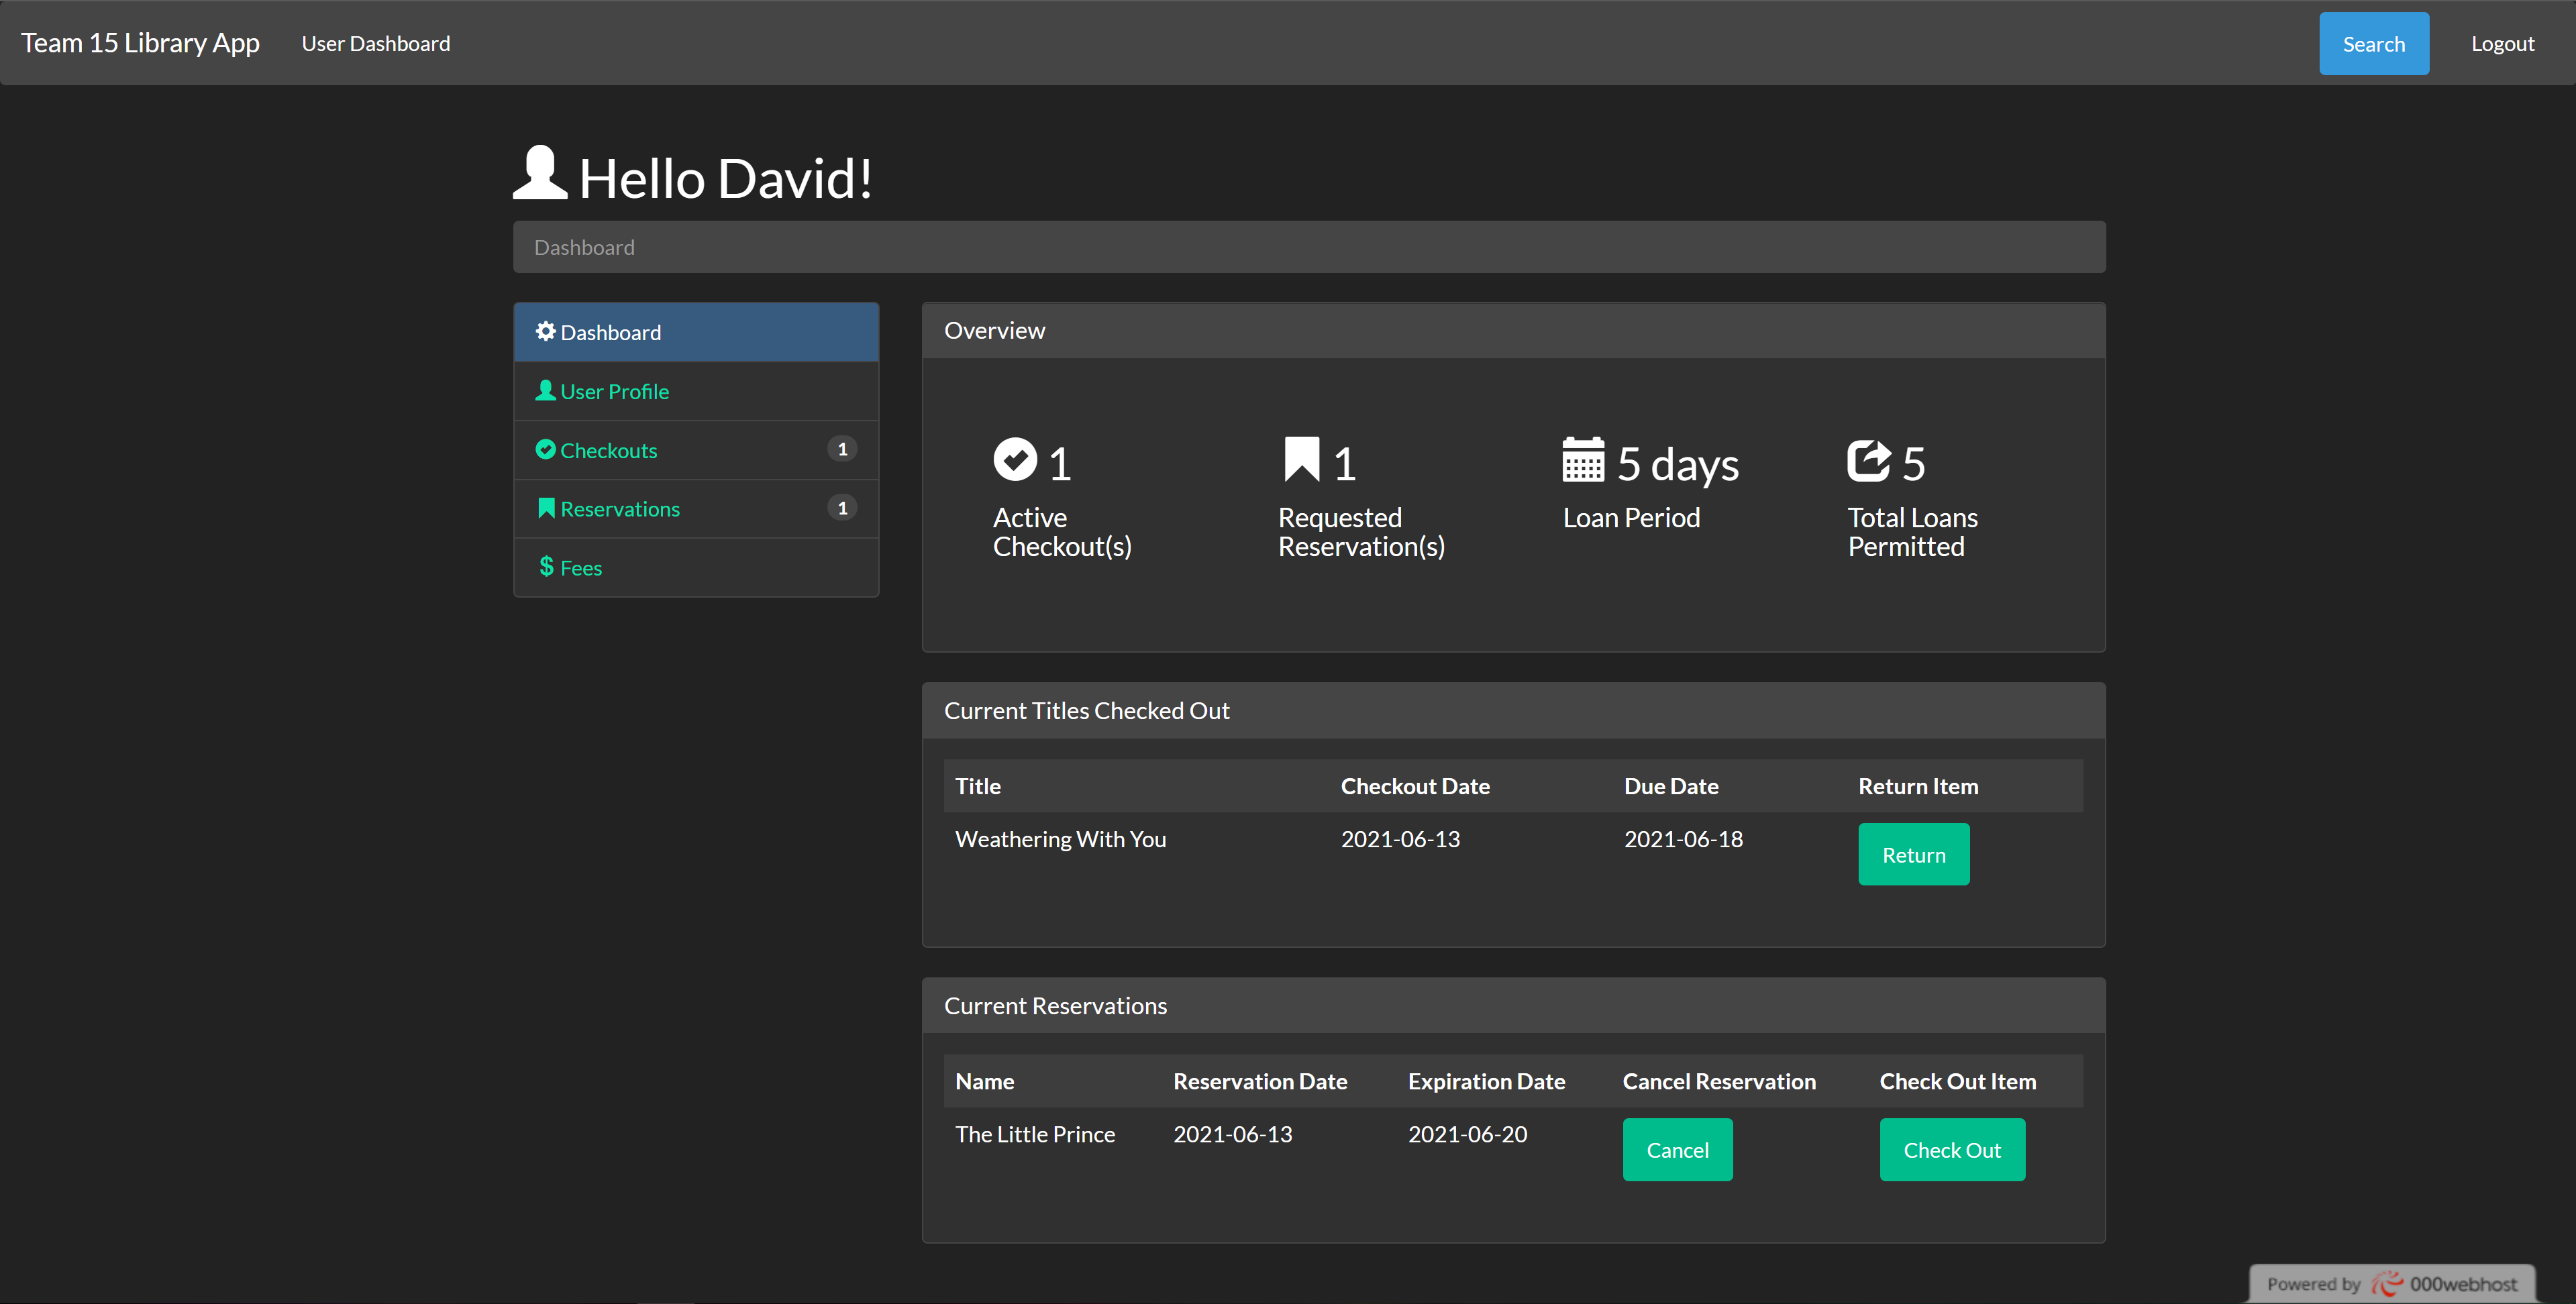 Team 15 Library App User Dashboard Search Logout
Hello David!
Dashboard
Dashboard
User Profile
Checkouts 1
Reservations 1
$ Fees
Overview
1 1 5 days 5
Active Requested Loan Period Total Loans
Checkout(s) Reservation(s) Permitted
Current Titles Checked Out
Title Checkout Date Due Date Return Item
Weathering With You 2021-06-13 2021-06-18 Return
Current Reservations
Name Reservation Date Expiration Date Cancel Reservation Check Out Item
The Little Prince 2021-06-13 2021-06-20 Cancel Check Out
Powered by 000webhost